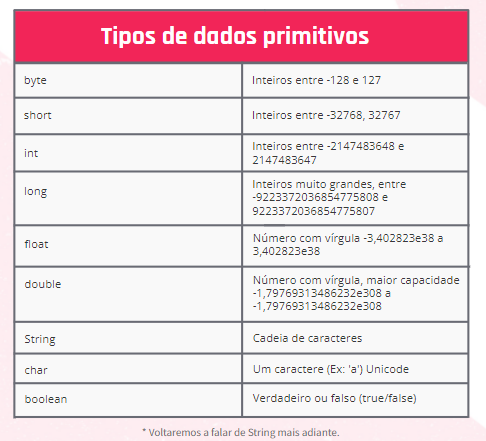 Tipos de dados primitivos
byte
Inteiros entre -128 e 127
short
Inteiros entre -32768, 32767
int
Inteiros entre -2147483648 e
2147483647
long
Inteiros muito grandes, entre
-9223372036854775808 e
9223372036854775807
float
Número com vírgula -3,402823e38 a
3,402823e38
double
Número com vírgula, maior capacidade
-1,79769313486232e308 a
-1,79769313486232e308
String
Cadeia de caracteres
char
Um caractere (Ex: 'a') Unicode
boolean
Verdadeiro ou falso (true/false)
* Voltaremos a falar de String mais adiante.